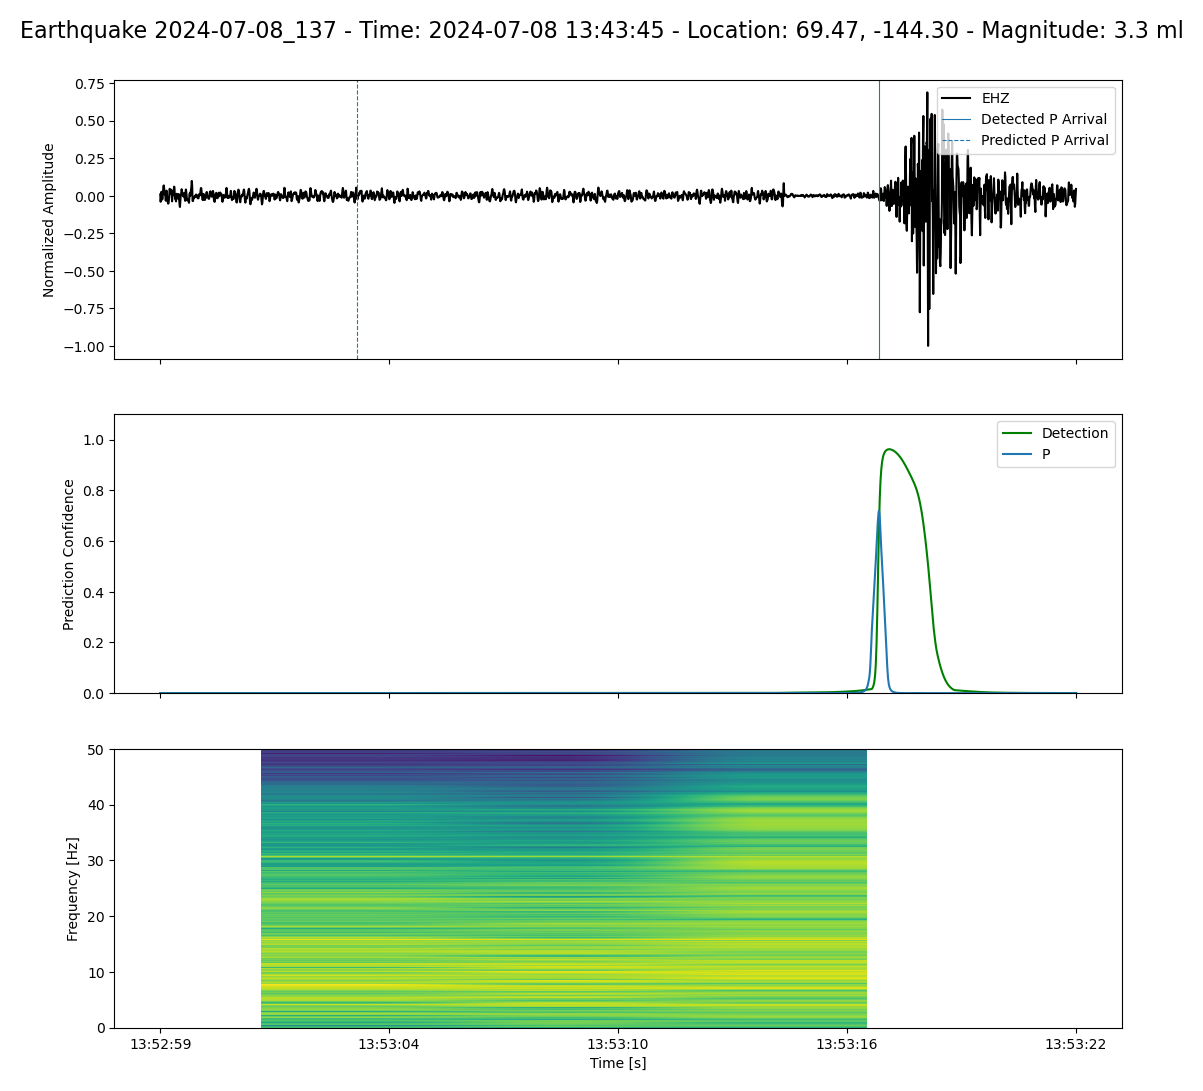 Earthquake 2024-07-08_137 - Time: 2024-07-08 13:43:45 - Location: 69.47, -144.30 - Magnitude: 3.3 ml
0.75
0.50
0.25
0.00
−0.25
−0.50
−0.75
−1.00
Normalized Amplitude
EHZ
Detected P Arrival
Predicted P Arrival
1.0
0.8
0.6
0.4
0.2
0.0
Prediction Confidence
Detection
P
50
40
30
20
10
0
Frequency [Hz]
13:52:59 13:53:04 13:53:10 13:53:16 13:53:22
Time [s]